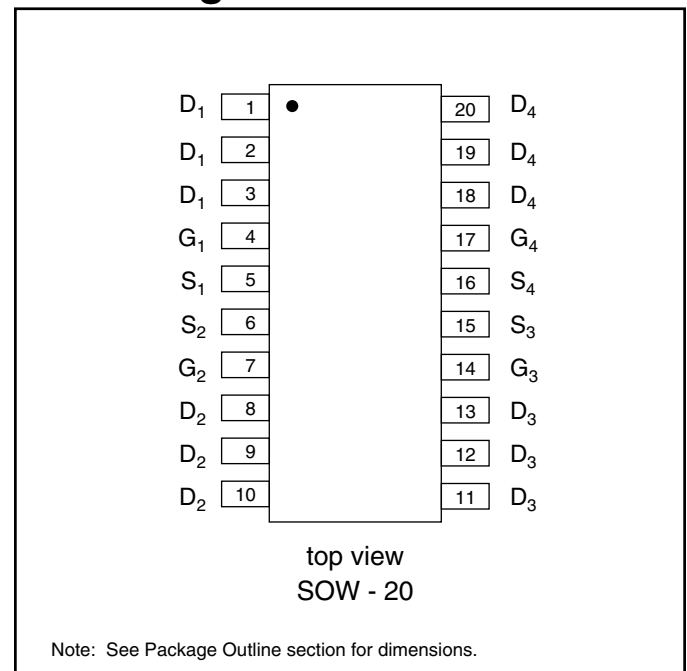 D1 1 20 D4
D1 2 19 D4
D1 3 18 D4
G1 4 17 G4
S1 5 16 S4
S2 6 15 S3
G2 7 14 G3
D2 8 13 D3
D2 9 12 D3
D2 10 11 D3
top view
SOW - 20
Note: See Package Outline section for dimensions.